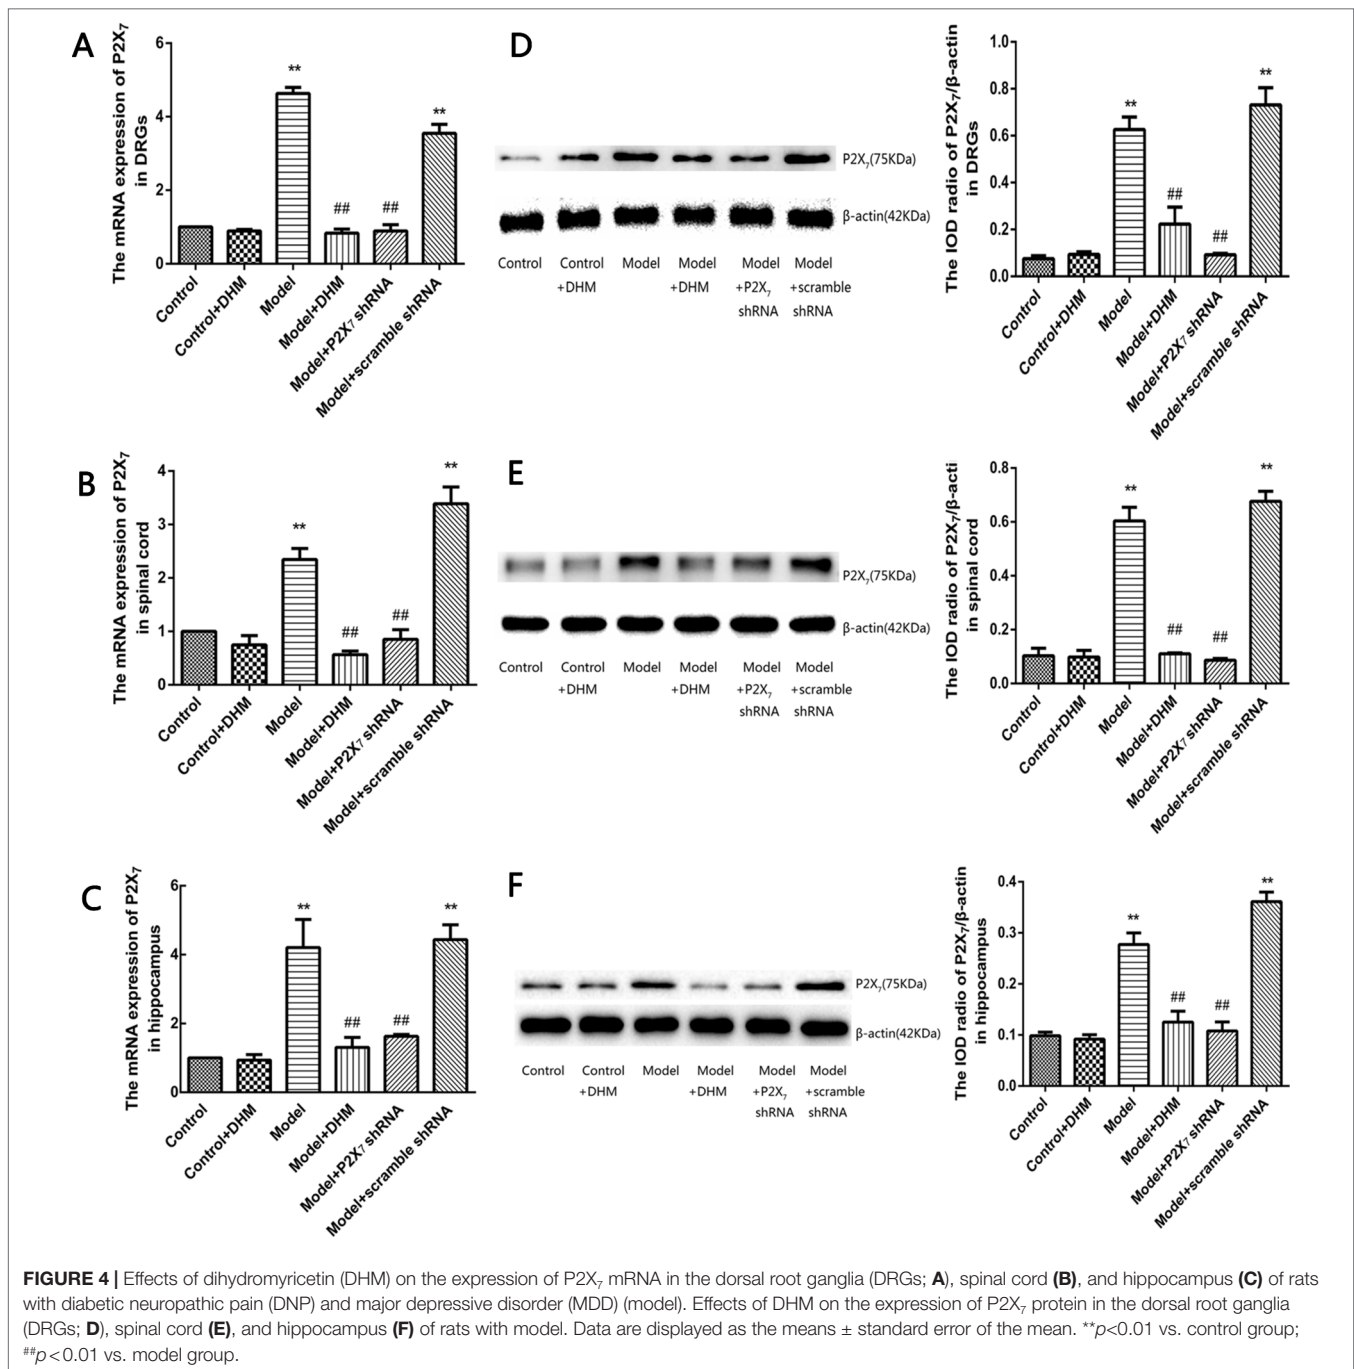 A
The mRNA expression of P2X7
in DRGs
6
4
2
0
**
##
##
**
Control
Control+DHM
Model
Model+DHM
Model+P2X7 shRNA
Model+scramble shRNA
D
P2X7(75KDa)
β-actin(42KDa)
Control
Control
+DHM
Model
Model
+DHM
Model
+P2X7
shRNA
Model
+scramble
shRNA
The IOD radio of P2X7/β-actin
in DRGs
1.0
0.8
0.6
0.4
0.2
0.0
**
##
##
**
Control
Control+DHM
Model
Model+DHM
Model+P2X7 shRNA
Model+scramble shRNA
B
The mRNA expression of P2X7
in spinal cord
4
3
2
1
0
**
##
##
**
Control
Control+DHM
Model
Model+DHM
Model+P2X7 shRNA
Model+scramble shRNA
E
P2X7(75KDa)
β-actin(42KDa)
Control
Control
+DHM
Model
Model
+DHM
Model
+P2X7
shRNA
Model
+scramble
shRNA
The IOD radio of P2X7/β-acti
in spinal cord
0.8
0.6
0.4
0.2
0.0
**
##
##
**
Control
Control+DHM
Model
Model+DHM
Model+P2X7 shRNA
Model+scramble shRNA
C
The mRNA expression of P2X7
in hippocampus
6
4
2
0
**
##
##
**
Control
Control+DHM
Model
Model+DHM
Model+P2X7 shRNA
Model+scramble shRNA
F
P2X7(75KDa)
β-actin(42KDa)
Control
Control
+DHM
Model
Model
+DHM
Model
+P2X7
shRNA
Model
+scramble
shRNA
The IOD radio of P2X7/β-actin
in hippocampus
0.4
0.3
0.2
0.1
0.0
**
##
##
**
Control
Control+DHM
Model
Model+DHM
Model+P2X7 shRNA
Model+scramble shRNA
FIGURE 4 | Effects of dihydromyricetin (DHM) on the expression of P2X7 mRNA in the dorsal root ganglia (DRGs; A), spinal cord (B), and hippocampus (C) of rats
with diabetic neuropathic pain (DNP) and major depressive disorder (MDD) (model). Effects of DHM on the expression of P2X7 protein in the dorsal root ganglia
(DRGs; D), spinal cord (E), and hippocampus (F) of rats with model. Data are displayed as the means ± standard error of the mean. **p<0.01 vs. control group;
##p<0.01 vs. model group.